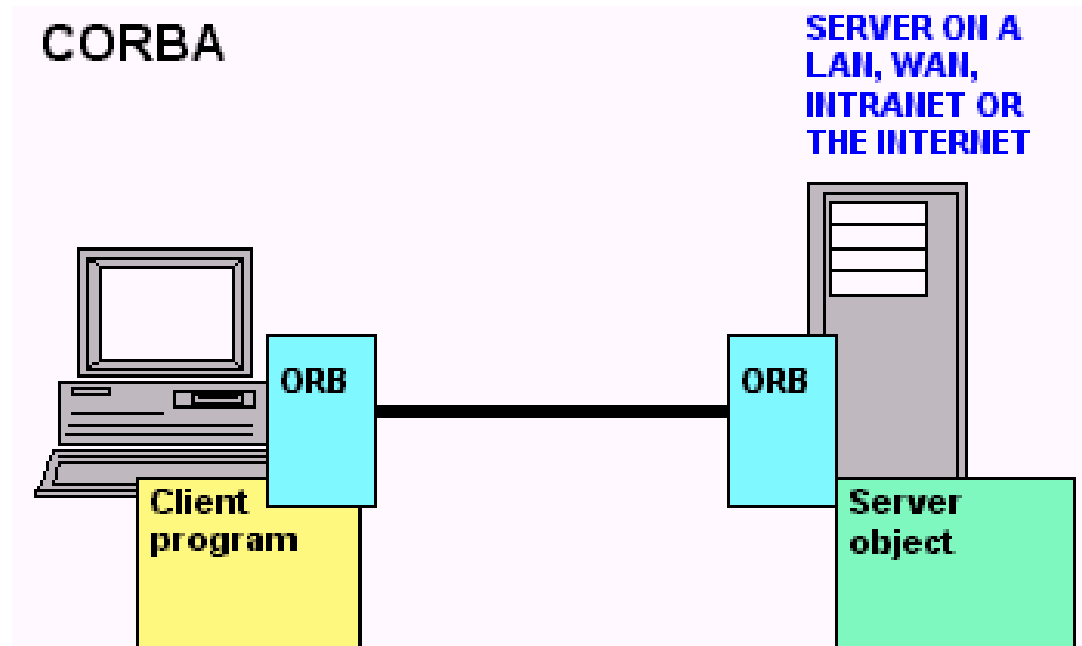 CORBA
SERVER ON A
LAN, WAN,
INTRANET OR
THE INTERNET
ORB
ORB
Client
program
Server
object